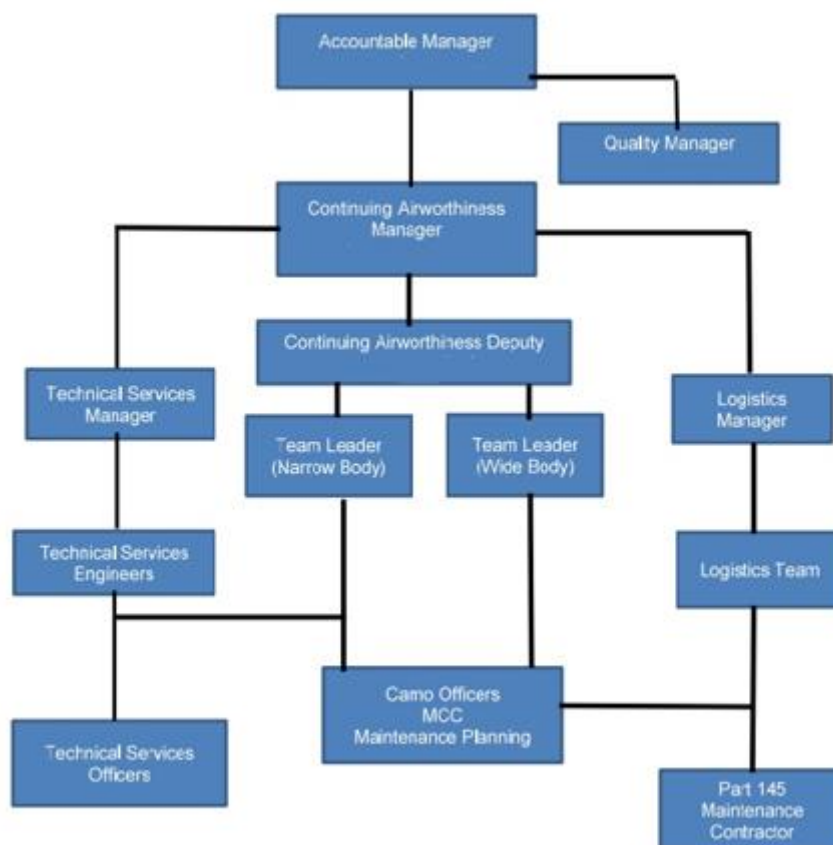 Accountable Manager
Quality Manager
Continuing Airworthiness
Manager
Continuing Airworthiness Deputy
Technical Services
Manager
Team Leader
(Narrow Body)
Team Leader
(Wide Body)
Logistics
Manager
Technical Services
Engineers
Logistics Team
Camo Officers
MCC
Maintenance Planning
Technical Services
Officers
Part 145
Maintenance
Contractor